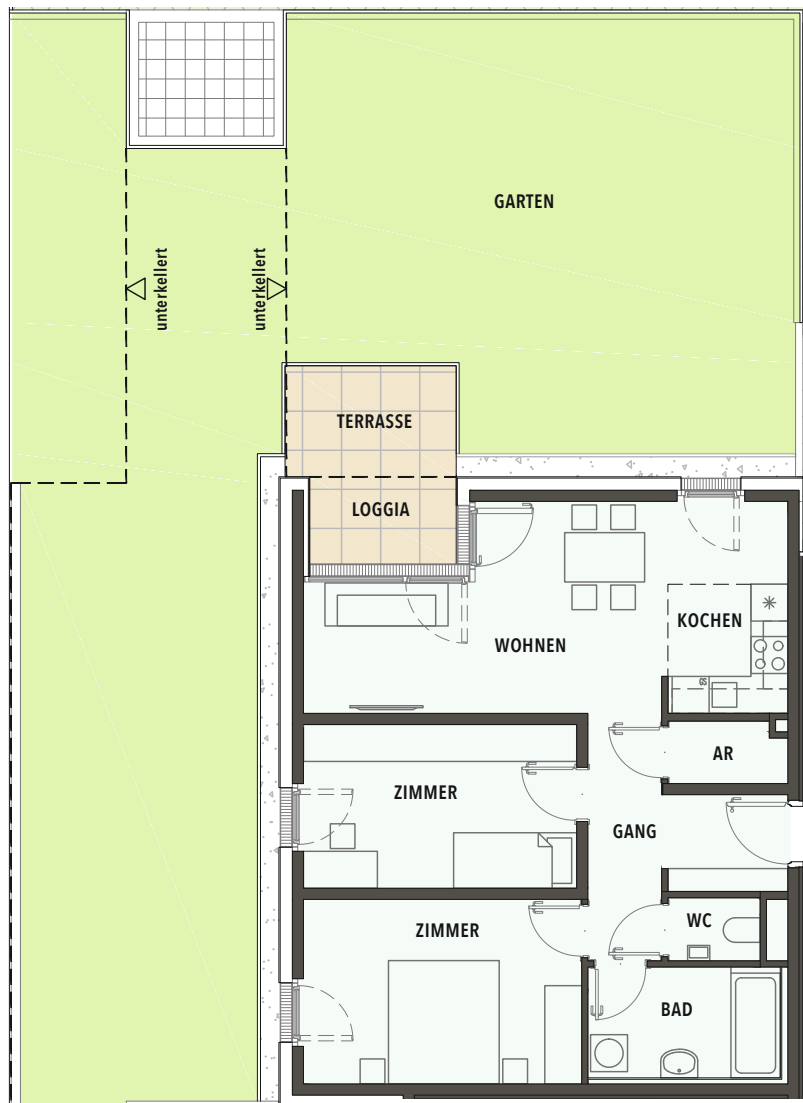 GARTEN
unterkellert
unterkellert
TERRASSE
LOGGIA
KOCHEN
WOHNEN
AR
ZIMMER
GANG
WC
ZIMMER
BAD